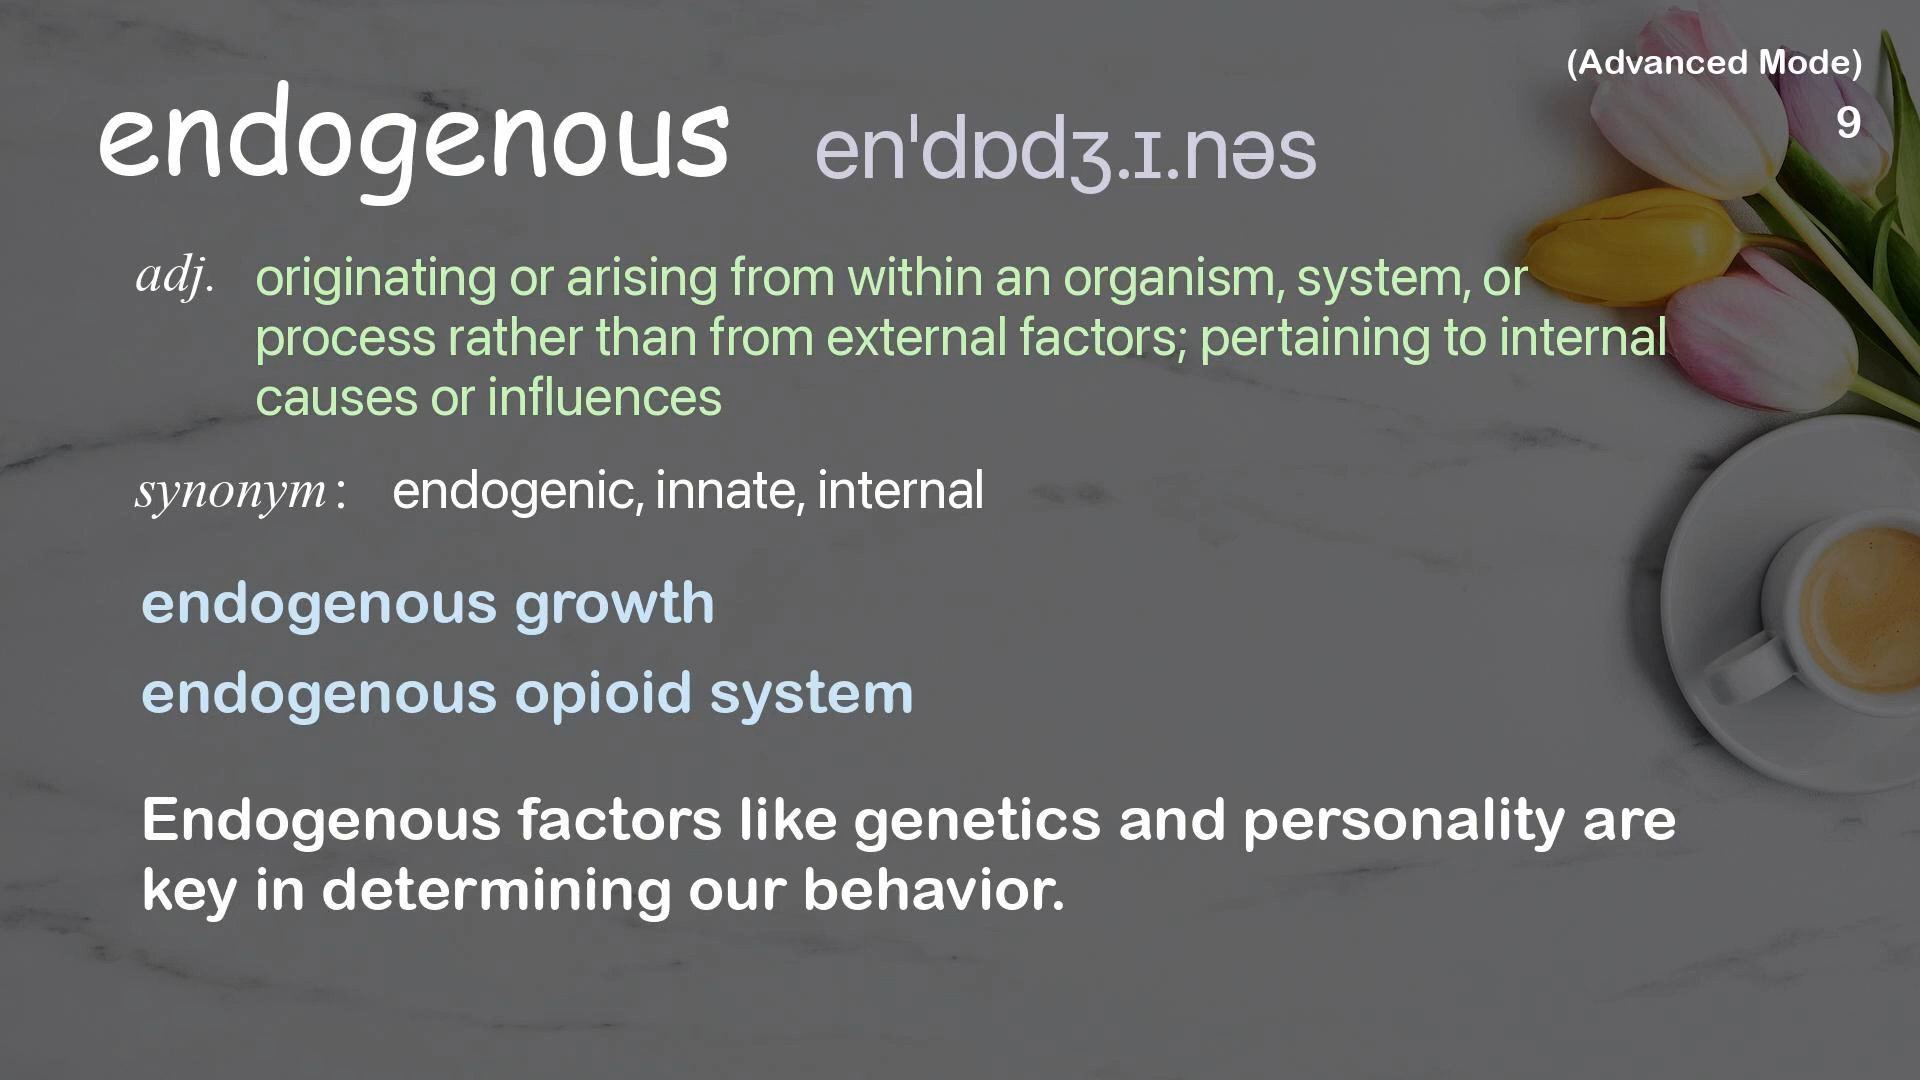 (Advanced Mode)
9
endogenous en'dɒdʒ.ɪ.nəs
adj. originating or arising from within an organism, system, or
process rather than from external factors; pertaining to internal
causes or influences
synonym: endogenic, innate, internal
endogenous growth
endogenous opioid system
Endogenous factors like genetics and personality are
key in determining our behavior.